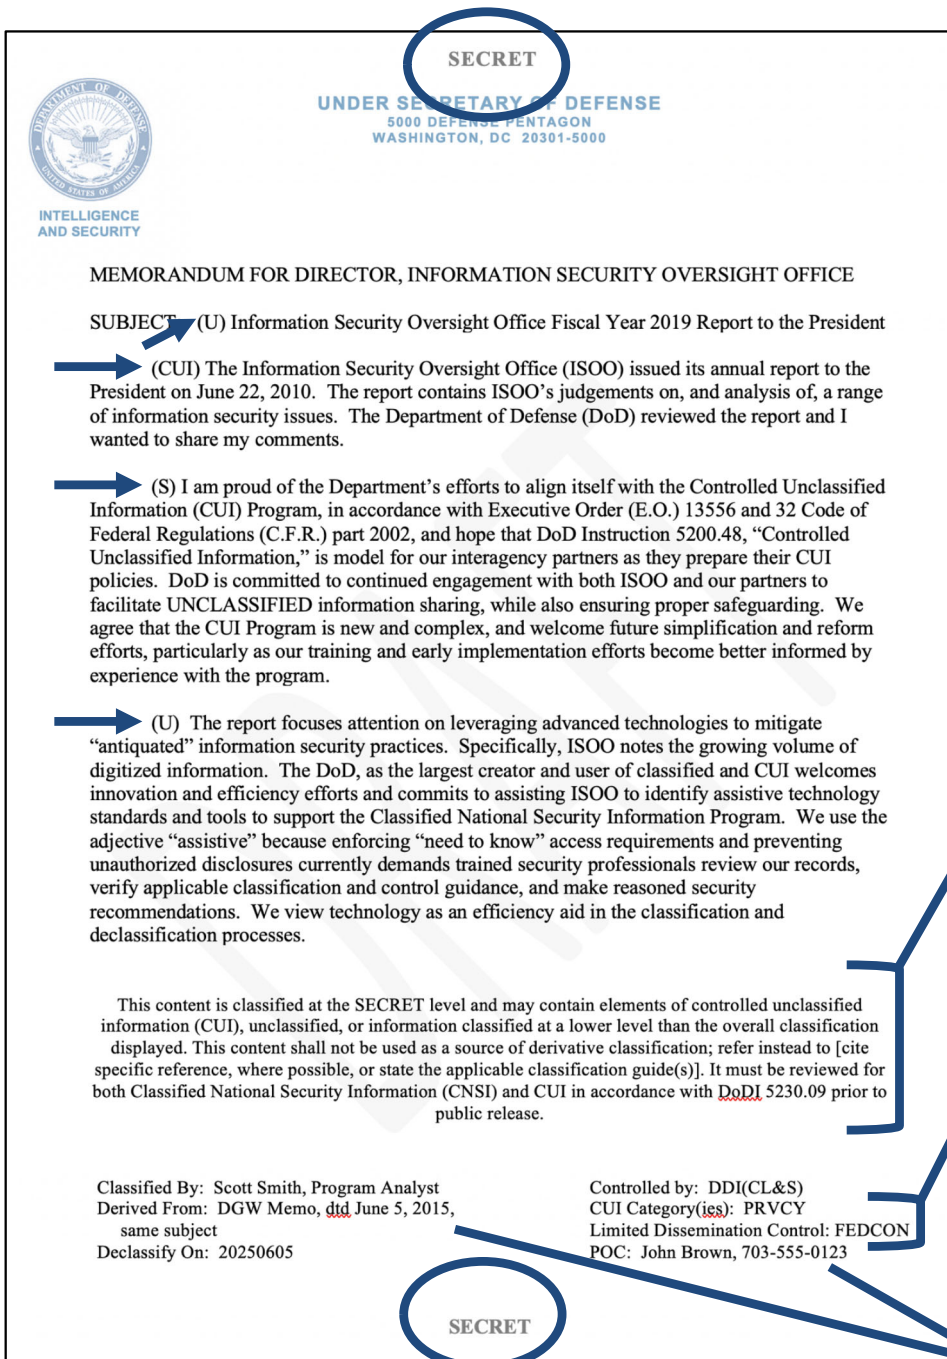 SECRET
UNDER SECRETARY OF DEFENSE
5000 DEFENSE PENTAGON
WASHINGTON, DC 20301-5000
DEPARTMENT OF DEFENSE
UNITED STATES OF AMERICA
INTELLIGENCE
AND SECURITY
MEMORANDUM FOR DIRECTOR, INFORMATION SECURITY OVERSIGHT OFFICE
SUBJECT (U) Information Security Oversight Office Fiscal Year 2019 Report to the President
(CUI) The Information Security Oversight Office (ISOO) issued its annual report to the
President on June 22, 2010. The report contains ISOO's judgements on, and analysis of, a range
of information security issues. The Department of Defense (DoD) reviewed the report and I
wanted to share my comments.
(S) I am proud of the Department's efforts to align itself with the Controlled Unclassified
Information (CUI) Program, in accordance with Executive Order (E.O.) 13556 and 32 Code of
Federal Regulations (C.F.R.) part 2002, and hope that DoD Instruction 5200.48, "Controlled
Unclassified Information," is model for our interagency partners as they prepare their CUI
policies. DoD is committed to continued engagement with both ISOO and our partners to
facilitate UNCLASSIFIED information sharing, while also ensuring proper safeguarding. We
agree that the CUI Program is new and complex, and welcome future simplification and reform
efforts, particularly as our training and early implementation efforts become better informed by
experience with the program.
(U) The report focuses attention on leveraging advanced technologies to mitigate
"antiquated" information security practices. Specifically, ISOO notes the growing volume of
digitized information. The DoD, as the largest creator and user of classified and CUI welcomes
innovation and efficiency efforts and commits to assisting ISOO to identify assistive technology
standards and tools to support the Classified National Security Information Program. We use the
adjective "assistive" because enforcing "need to know" access requirements and preventing
unauthorized disclosures currently demands trained security professionals review our records,
verify applicable classification and control guidance, and make reasoned security
recommendations. We view technology as an efficiency aid in the classification and
declassification processes.
DRAFT
This content is classified at the SECRET level and may contain elements of controlled unclassified
information (CUI), unclassified, or information classified at a lower level than the overall classification
displayed. This content shall not be used as a source of derivative classification; refer instead to [cite
specific reference, where possible, or state the applicable classification guide(s)]. It must be reviewed for
both Classified National Security Information (CNSI) and CUI in accordance with DoDI 5230.09 prior to
public release.
Classified By: Scott Smith, Program Analyst
Derived From: DGW Memo, dtd June 5, 2015,
same subject
Declassify On: 20250605
Controlled by: DDI(CL&S)
CUI Category(ies): PRVCY
Limited Dissemination Control: FEDCON
POC: John Brown, 703-555-0123
SECRET